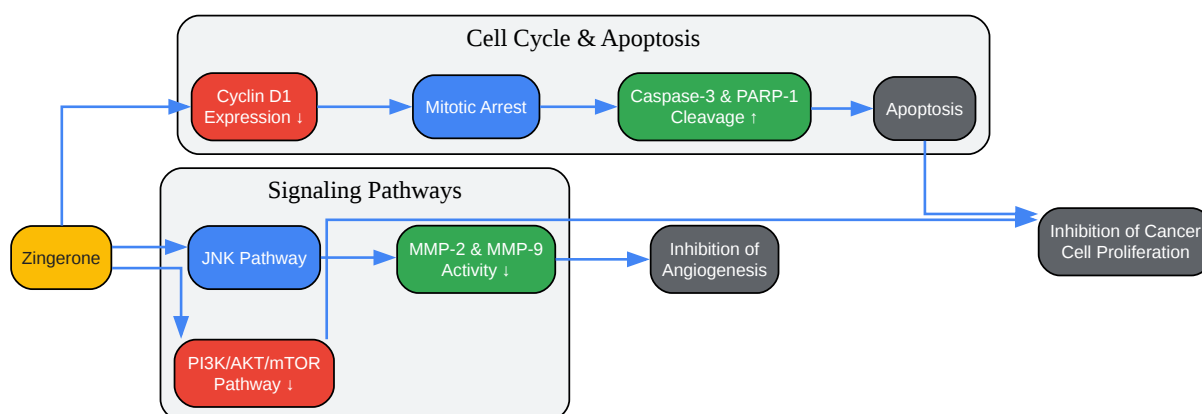 Cell Cycle & Apoptosis
Cyclin D1
Expression ↓
Mitotic Arrest
Caspase-3 & PARP-1
Cleavage ↑
Apoptosis
Signaling Pathways
Zingerone
JNK Pathway
MMP-2 & MMP-9
Activity ↓
Inhibition of
Angiogenesis
Inhibition of Cancer
Cell Proliferation
PI3K/AKT/mTOR
Pathway ↓